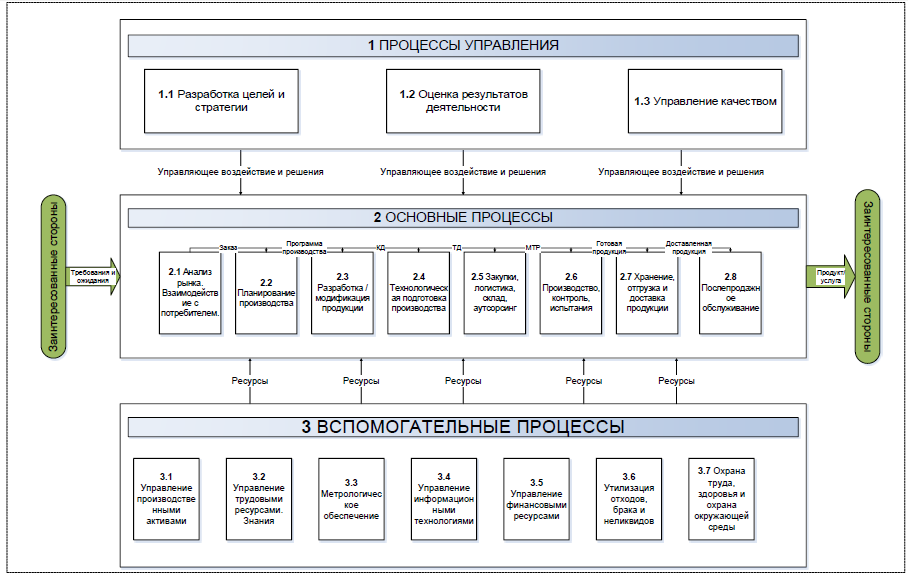 1 ПРОЦЕССЫ УПРАВЛЕНИЯ
1.1 Разработка целей и
стратегии
1.2 Оценка результатов
деятельности
1.3 Управление качеством
Управляющее воздействие и решения
Управляющее воздействие и решения
Управляющее воздействие и решения
Заинтересованные стороны
Требования и
ожидания
2 ОСНОВНЫЕ ПРОЦЕССЫ
Заказ
Программа
производства
КД
ТД
МТР
Готовая
продукция
Доставленная
продукция
2.1 Анализ
рынка.
Взаимодейств
ие с
потребителем.
2.2
Планирование
производства
2.3
Разработка /
модификация
продукции
2.4
Технологическ
ая подготовка
производства
2.5 Закупки,
логистика,
склад,
аутсорсинг
2.6
Производство,
контроль,
испытания
2.7 Хранение,
отгрузка и
доставка
продукции
2.8
Послепродажн
ое
обслуживание
Продукт/
услуга
Заинтересованные стороны
Ресурсы
Ресурсы
Ресурсы
Ресурсы
Ресурсы
3 ВСПОМОГАТЕЛЬНЫЕ ПРОЦЕССЫ
3.1
Управление
производстве
нными
активами
3.2
Управление
трудовыми
ресурсами.
Знания
3.3
Метрологичес
кое
обеспечение
3.4
Управление
информацион
ными
технологиями
3.5
Управление
финансовыми
ресурсами
3.6
Утилизация
отходов,
брака и
неликвидов
3.7 Охрана
труда,
здоровья и
охрана
окружающей
среды